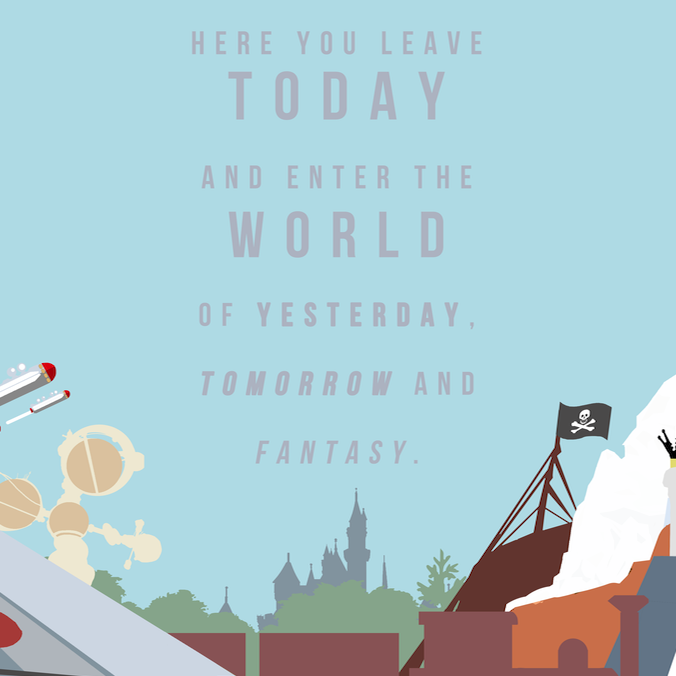 HERE YOU LEAVE
TODAY
AND ENTER THE
WORLD
OF YESTERDAY,
TOMORROW AND
FANTASY.